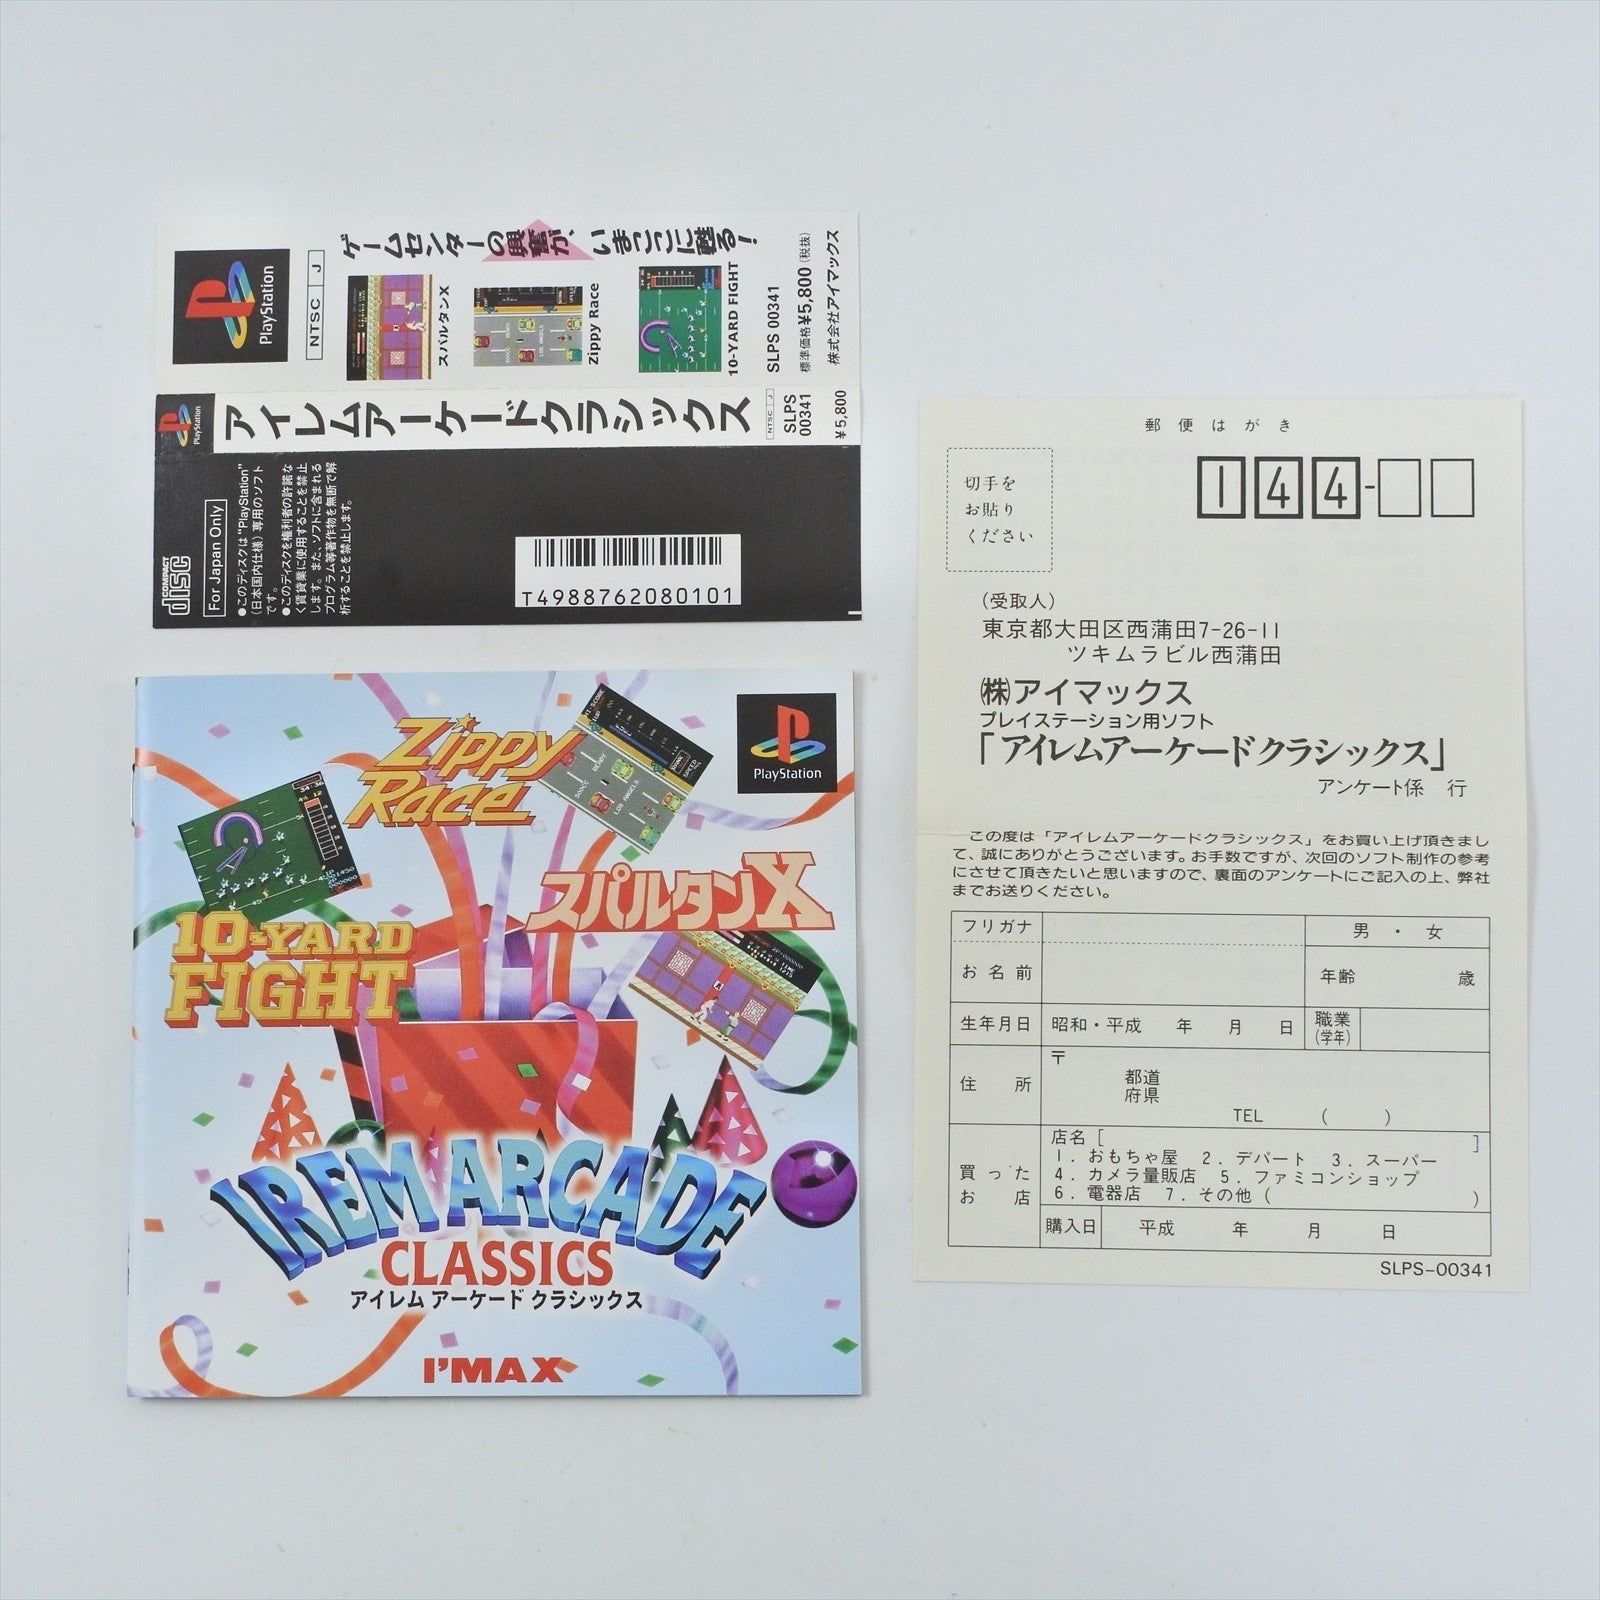 PlayStation
NTSC J
ゲームセンターの興奮が、いまここに甦る!
スパルタンX
Zippy Race
10-YARD FIGHT
SLPS 00341
標準価格¥5,800(税抜)
株式会社アイマックス
PlayStation
アイレムアーケードクラシックス
NTSC J
SLPS
00341
¥5,800
COMPACT
disc
For Japan Only
●このディスクは"PlayStation"
(日本国内仕様)専用のソフト
です。
●このディスクを権利者の許諾な
く賃貸業に使用することを禁止
します。また、ソフトに含まれる
プログラム等著作物を無断で解
析することを禁止します。
T4988762080101
Zippy
Race
PlayStation
スパルタンX
10-YARD
FIGHT
IREM ARCADE
CLASSICS
アイレム アーケード クラシックス
I'MAX
郵便はがき
切手を
お貼り
ください
144-
(受取人)
東京都大田区西蒲田7-26-11
ツキムラビル西蒲田
㈱アイマックス
プレイステーション用ソフト
「アイレムアーケードクラシックス」
アンケート係 行
この度は「アイレムアーケードクラシックス」をお買い上げ頂きまし
て、誠にありがとうございます。お手数ですが、次回のソフト制作の参考
にさせて頂きたいと思いますので、裏面のアンケートにご記入の上、弊社
までお送りください。
フリガナ
男・女
お名前
年齢 歳
生年月日 昭和・平成 年 月 日 職業
(学年)
住所 〒
都道
府県
TEL ( )
買ったお店
店名[ ]
1.おもちゃ屋 2.デパート 3.スーパー
4.カメラ量販店 5.ファミコンショップ
6.電器店 7.その他( )
購入日 平成 年 月 日
SLPS-00341